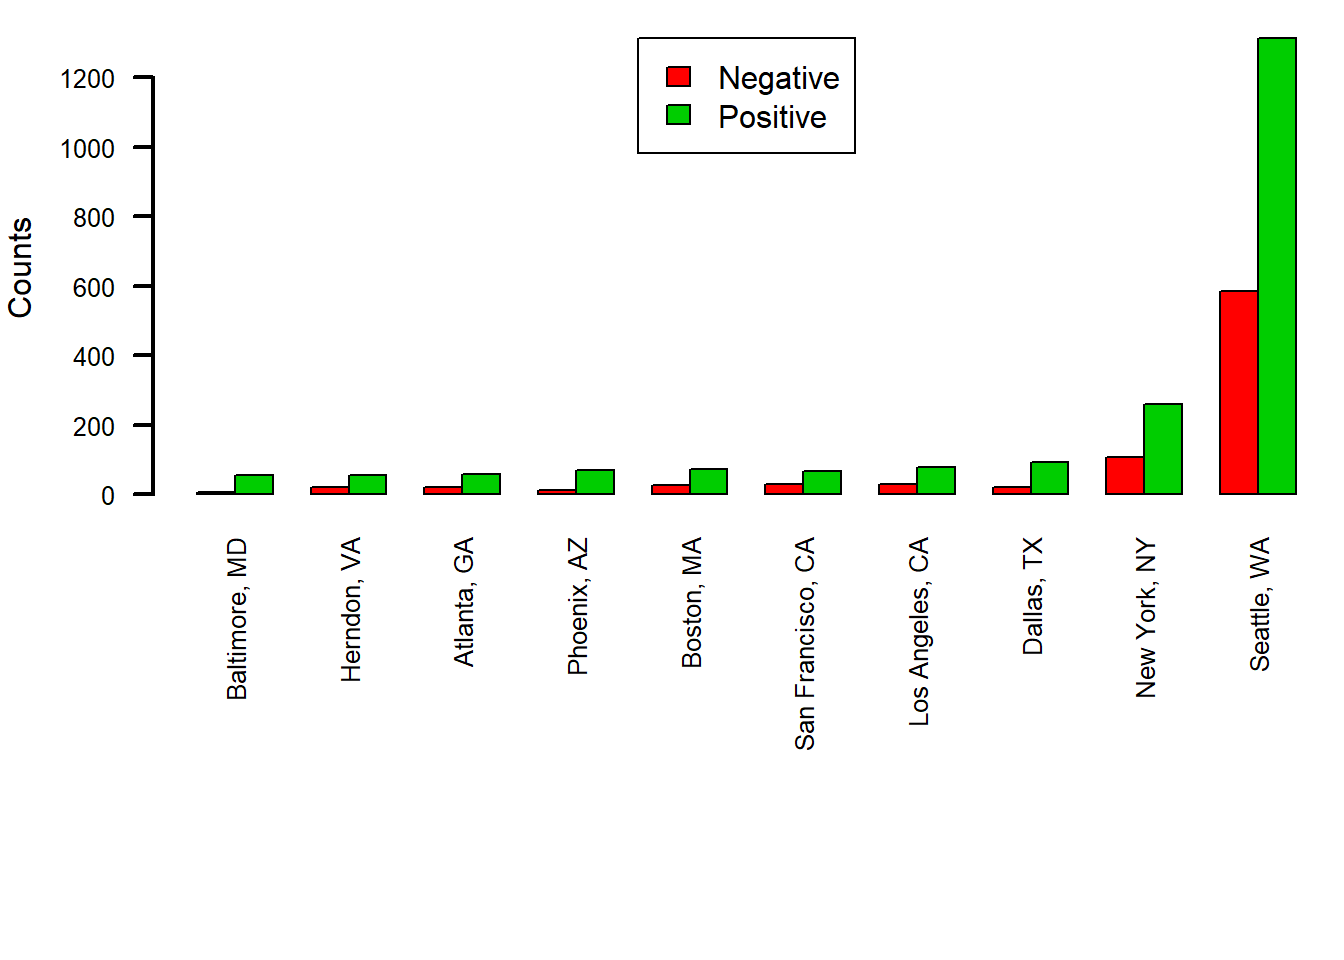 Negative
Positive
Counts
1200
1000
800
600
400
200
0
Baltimore, MD
Herndon, VA
Atlanta, GA
Phoenix, AZ
Boston, MA
San Francisco, CA
Los Angeles, CA
Dallas, TX
New York, NY
Seattle, WA